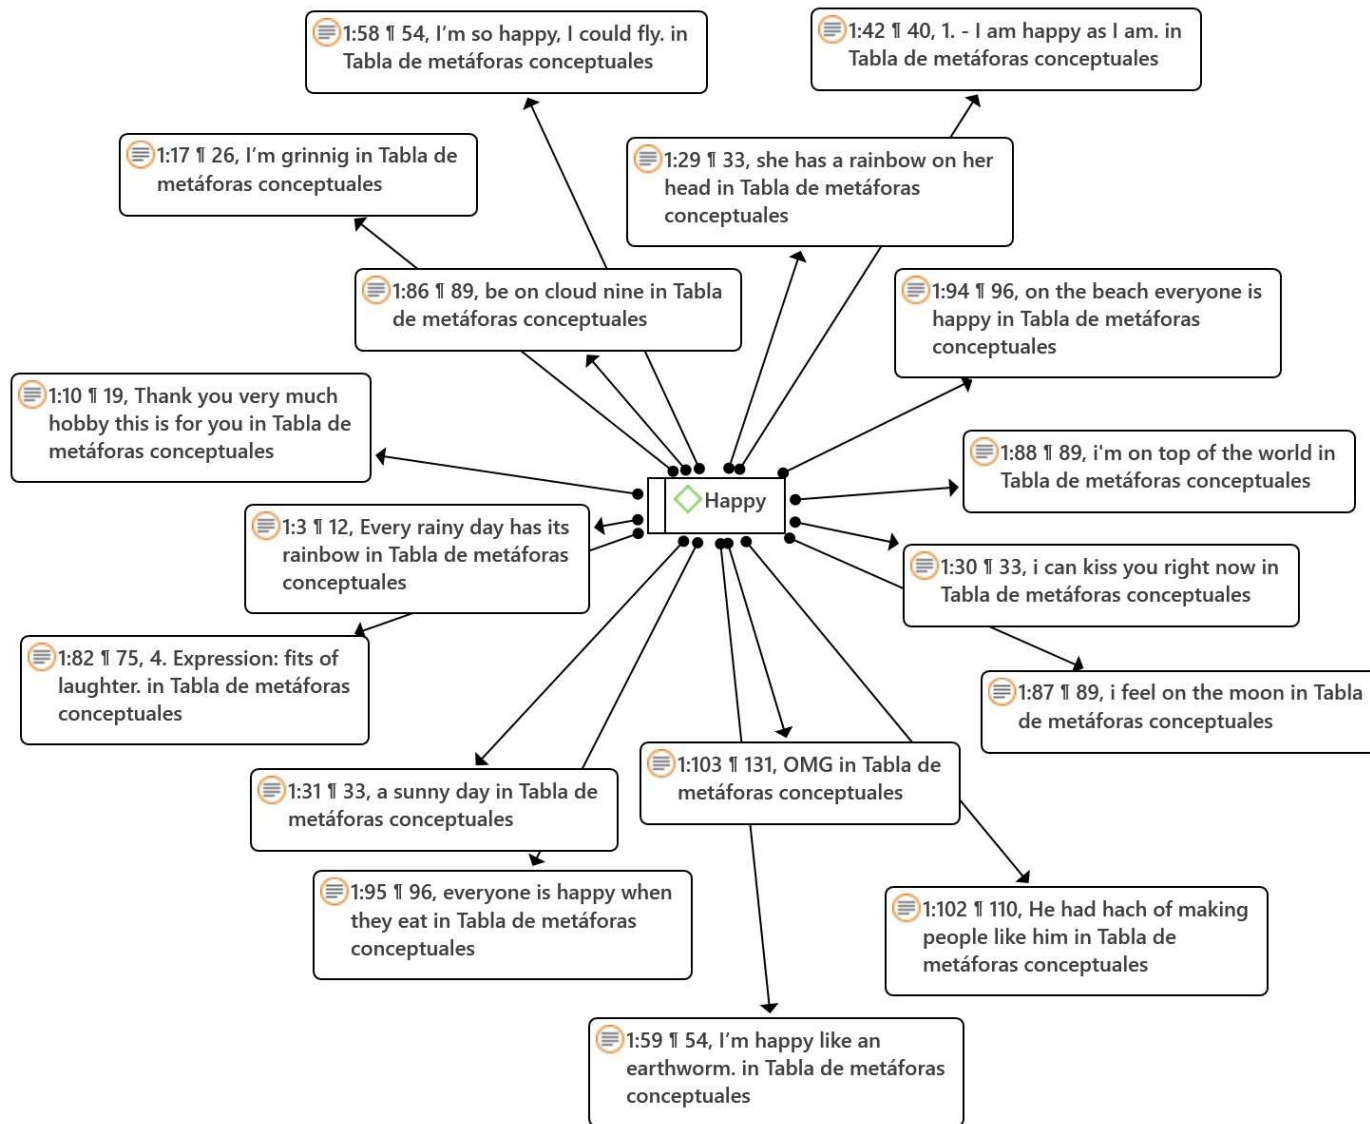 1:58 ¶ 54, I’m so happy, I could fly. in
Tabla de metáforas conceptuales
1:42 ¶ 40, 1. - I am happy as I am. in
Tabla de metáforas conceptuales
1:17 ¶ 26, I’m grinnig in Tabla de
metáforas conceptuales
1:29 ¶ 33, she has a rainbow on her
head in Tabla de metáforas
conceptuales
1:86 ¶ 89, be on cloud nine in Tabla
de metáforas conceptuales
1:94 ¶ 96, on the beach everyone is
happy in Tabla de metáforas
conceptuales
1:10 ¶ 19, Thank you very much
hobby this is for you in Tabla de
metáforas conceptuales
1:88 ¶ 89, i'm on top of the world in
Tabla de metáforas conceptuales
Happy
1:3 ¶ 12, Every rainy day has its
rainbow in Tabla de metáforas
conceptuales
1:30 ¶ 33, i can kiss you right now in
Tabla de metáforas conceptuales
1:82 ¶ 75, 4. Expression: fits of
laughter. in Tabla de metáforas
conceptuales
1:87 ¶ 89, i feel on the moon in Tabla
de metáforas conceptuales
1:103 ¶ 131, OMG in Tabla de
metáforas conceptuales
1:31 ¶ 33, a sunny day in Tabla de
metáforas conceptuales
1:95 ¶ 96, everyone is happy when
they eat in Tabla de metáforas
conceptuales
1:102 ¶ 110, He had hach of making
people like him in Tabla de
metáforas conceptuales
1:59 ¶ 54, I’m happy like an
earthworm. in Tabla de metáforas
conceptuales